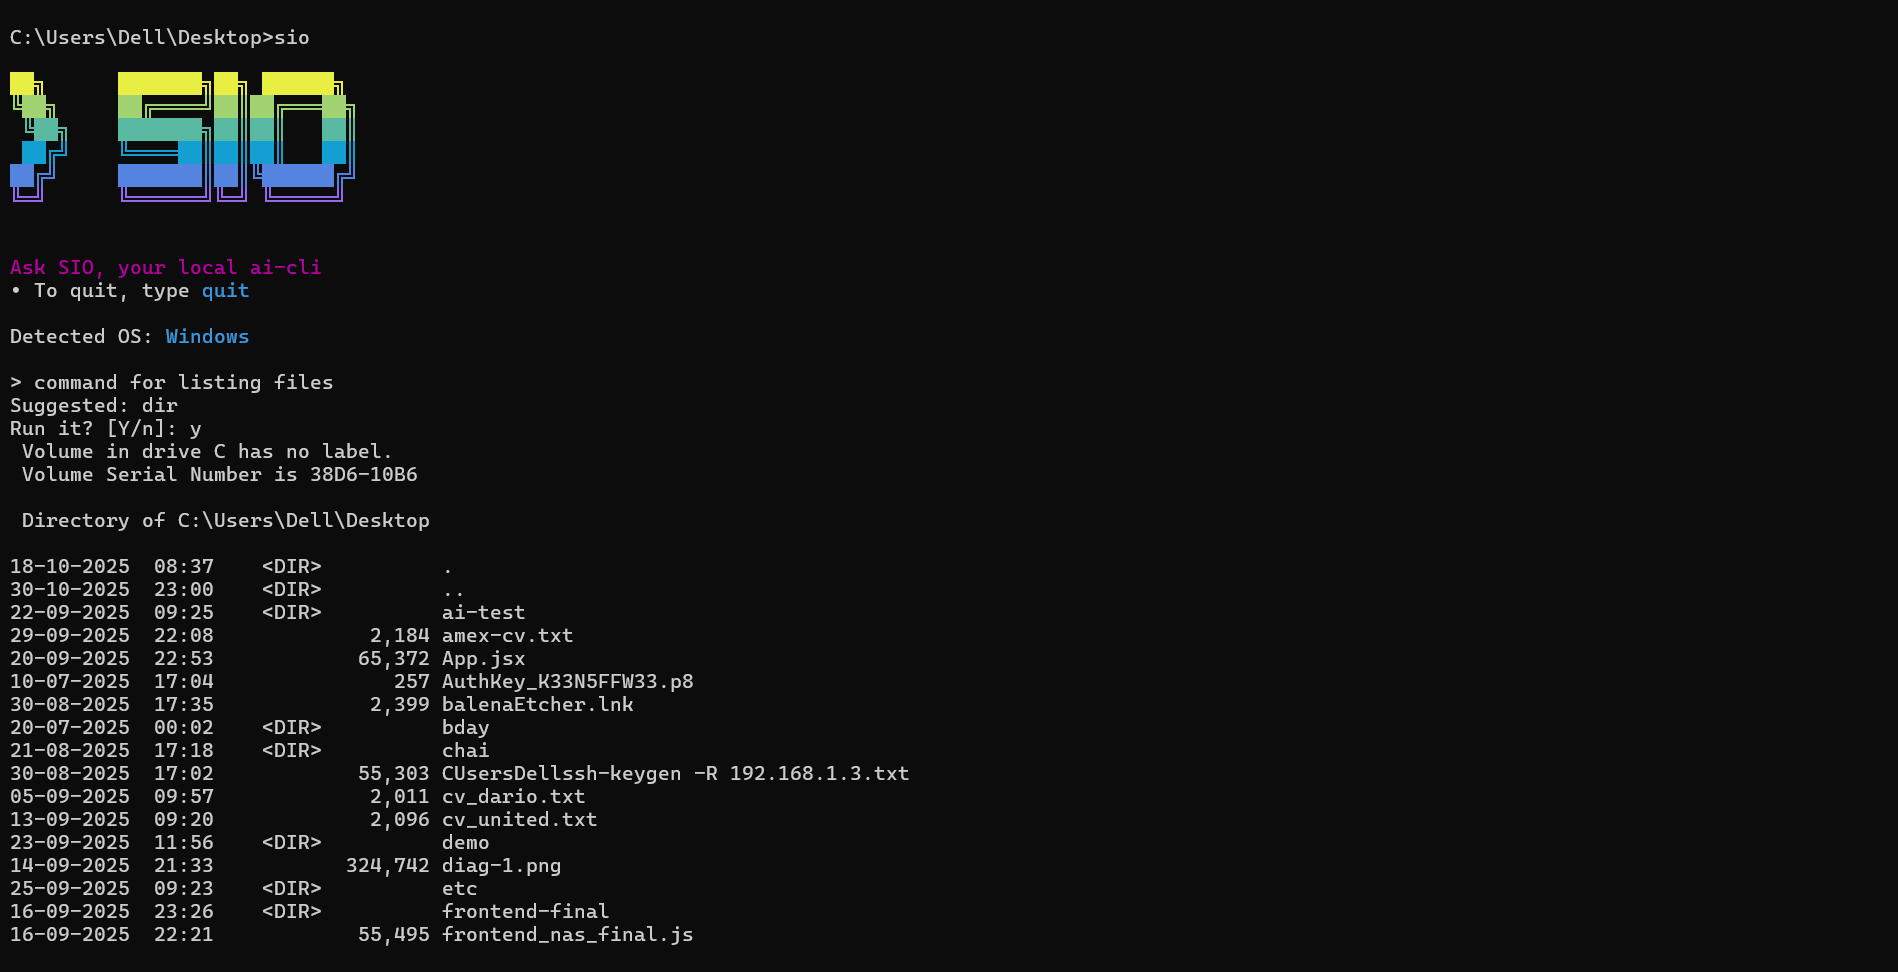 C:\Users\Dell\Desktop>sio
> SIO
Ask SIO, your local ai-cli
• To quit, type quit
Detected OS: Windows
> command for listing files
Suggested: dir
Run it? [Y/n]: y
Volume in drive C has no label.
Volume Serial Number is 38D6-10B6
Directory of C:\Users\Dell\Desktop
18-10-2025  08:37    <DIR>          .
30-10-2025  23:00    <DIR>          ..
22-09-2025  09:25    <DIR>          ai-test
29-09-2025  22:08             2,184 amex-cv.txt
20-09-2025  22:53            65,372 App.jsx
10-07-2025  17:04               257 AuthKey_K33N5FFW33.p8
30-08-2025  17:35             2,399 balenaEtcher.lnk
20-07-2025  00:02    <DIR>          bday
21-08-2025  17:18    <DIR>          chai
30-08-2025  17:02            55,303 CUsersDellssh-keygen -R 192.168.1.3.txt
05-09-2025  09:57             2,011 cv_dario.txt
13-09-2025  09:20             2,096 cv_united.txt
23-09-2025  11:56    <DIR>          demo
14-09-2025  21:33           324,742 diag-1.png
25-09-2025  09:23    <DIR>          etc
16-09-2025  23:26    <DIR>          frontend-final
16-09-2025  22:21            55,495 frontend_nas_final.js